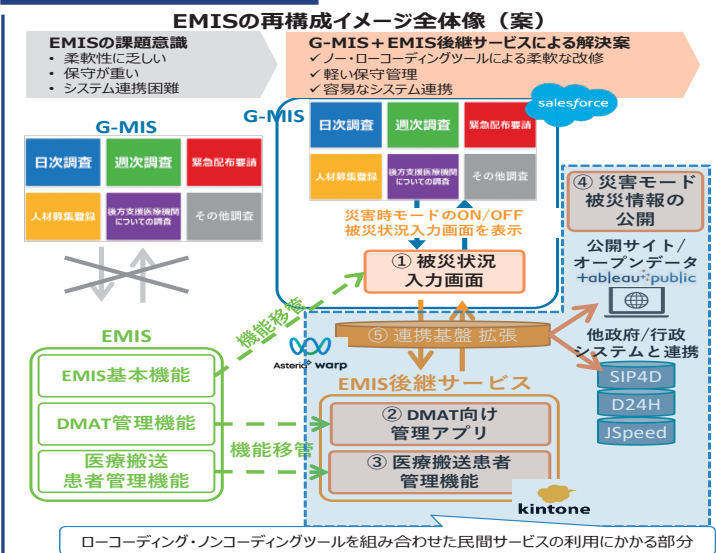 EMISの再構成イメージ全体像（案）
EMISの課題意識
• 柔軟性に乏しい
• 保守が重い
• システム連携困難
G-MIS＋EMIS後継サービスによる解決案
✓ノー・ローコーディングツールによる柔軟な改修
✓軽い保守管理
✓容易なシステム連携
G-MIS
日次調査
週次調査
緊急配布要請
人材募集登録
後方支援医療機関
についての調査
その他調査
G-MIS
salesforce
日次調査
週次調査
緊急配布要請
人材募集登録
後方支援医療機関
についての調査
その他調査
災害時モードのON/OFF
被災状況入力画面を表示
① 被災状況
入力画面
④ 災害モード
被災情報の
公開
公開サイト/
オープンデータ
+ableau public
他政府/行政
システムと連携
SIP4D
D24H
JSpeed
機能移管
⑤ 連携基盤 拡張
Asteria warp
EMIS
EMIS基本機能
DMAT管理機能
医療搬送
患者管理機能
機能移管
EMIS後継サービス
② DMAT向け
管理アプリ
③ 医療搬送患者
管理機能
kintone
ローコーディング・ノンコーディングツールを組み合わせた民間サービスの利用にかかる部分